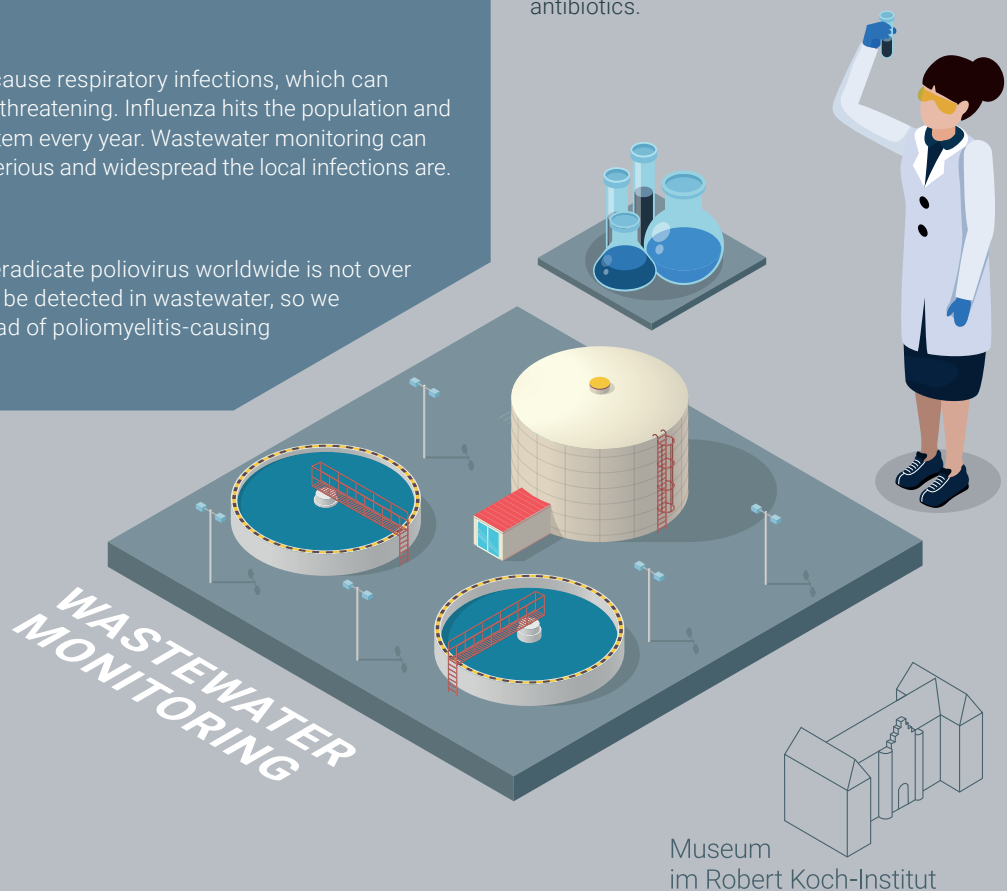 antibiotics.
cause respiratory infections, which can
threatening. Influenza hits the population and
tem every year. Wastewater monitoring can
erious and widespread the local infections are.
eradicate poliovirus worldwide is not over
be detected in wastewater, so we
ad of poliomyelitis-causing
WASTEWATER
MONITORING
Museum
im Robert Koch-Institut